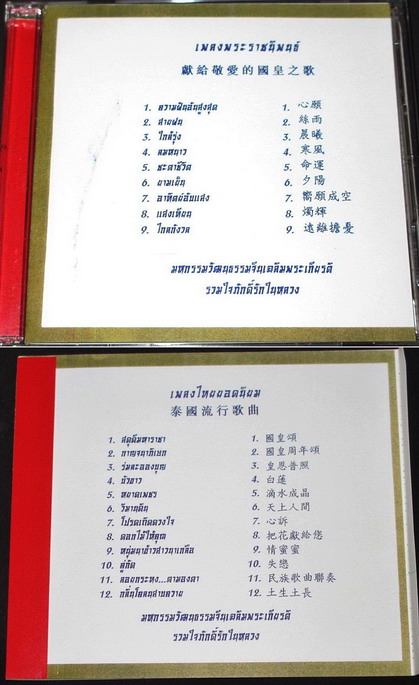 เพลงพระราชนิพนธ์
獻給敬愛的國皇之歌
1. ความฝันอันสูงสุด 1. 心願
2. สายฝน 2. 絲雨
3. ใกล้รุ่ง 3. 晨曦
4. ลมหนาว 4. 寒風
5. ชะตาชีวิต 5. 命運
6. ยามเย็น 6. 夕陽
7. อาทิตย์อับแสง 7. 嚮願成空
8. แสงเทียน 8. 燭輝
9. ไกลกังวล 9. 遠離擔憂
มหกรรมวัฒนธรรมจีนเฉลิมพระเกียรติ
รวมใจภักดิ์รักในหลวง
เพลงไทยยอดนิยม
泰國流行歌曲
1. สดุดีมหาราชา 1. 國皇頌
2. กาญจนาภิเษก 2. 國皇周年頌
3. ร่มละอองบุญ 3. 皇恩普照
4. บัวขาว 4. 白蓮
5. หยาดเพชร 5. 滴水成晶
6. วิมานดิน 6. 天上人間
7. โปรดเถิดดวงใจ 7. 心訴
8. ดอกไม้ให้คุณ 8. 把花獻給您
9. หนุ่มนาข้าวสาวนาเกลือ 9. 情蜜蜜
10. คู่กัด 10. 失戀
11. ลอยกระทง...ตามองตา 11. 民族歌曲聯奏
12. กลิ่นโคลนสาบควาย 12. 土生土長
มหกรรมวัฒนธรรมจีนเฉลิมพระเกียรติ
รวมใจภักดิ์รักในหลวง